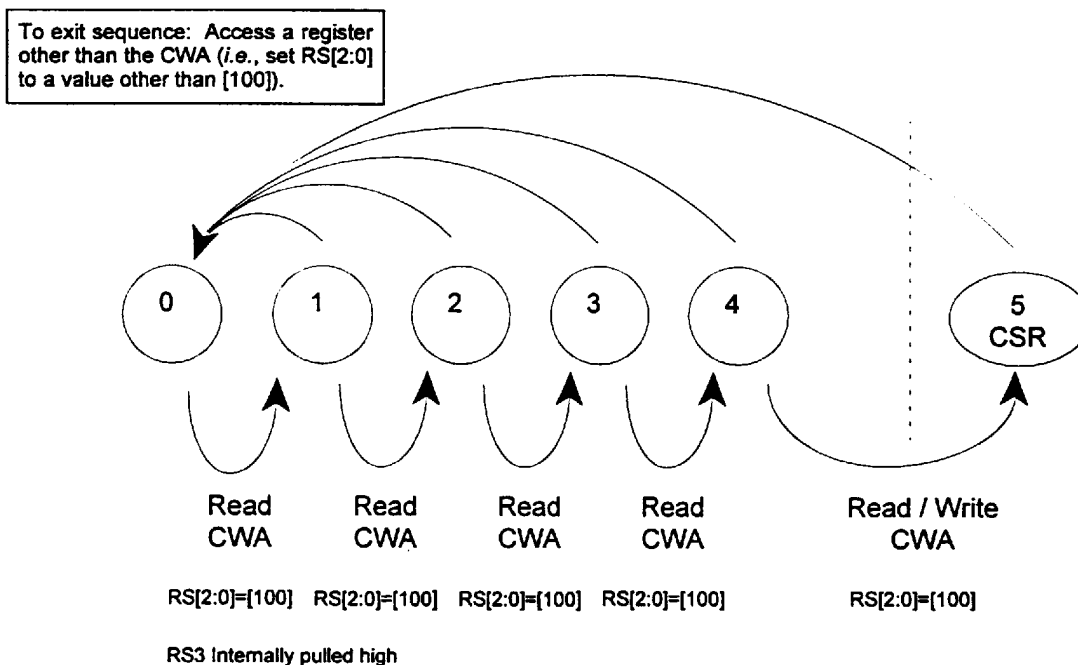 To exit sequence: Access a register
other than the CWA (i.e., set RS[2:0]
to a value other than [100]).
0
1
2
3
4
5
CSR
Read
CWA
Read
CWA
Read
CWA
Read
CWA
Read / Write
CWA
RS[2:0]=[100]
RS[2:0]=[100]
RS[2:0]=[100]
RS[2:0]=[100]
RS[2:0]=[100]
RS3 Internally pulled high